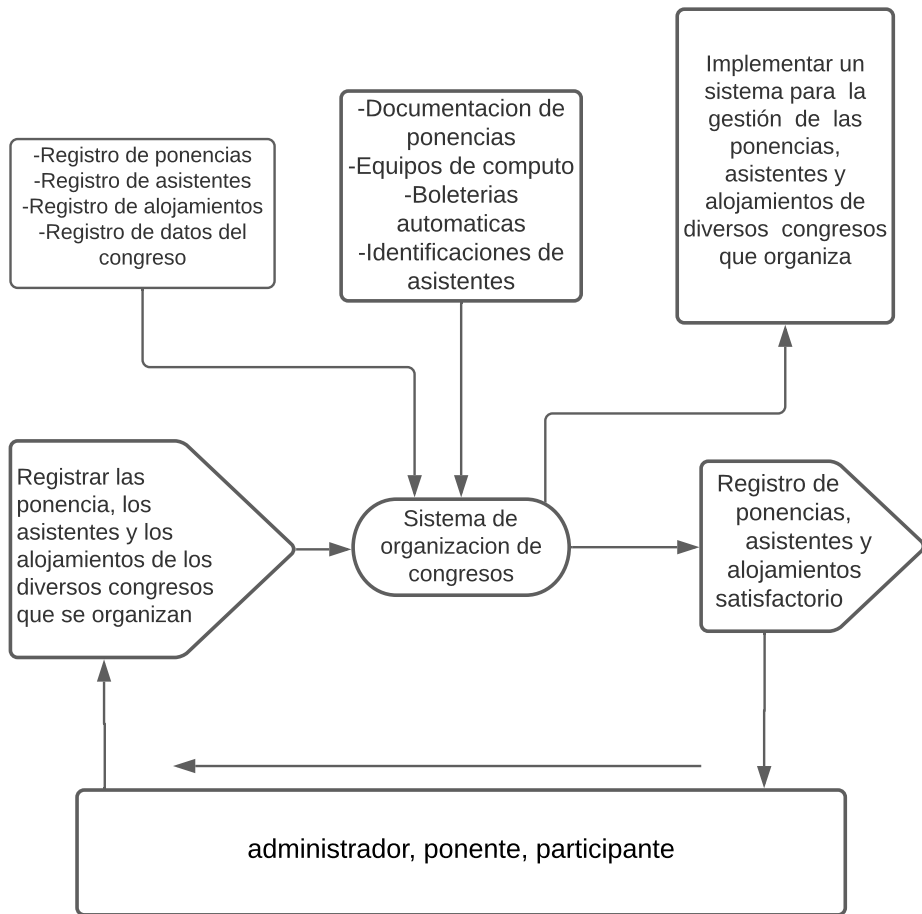 Implementar un
sistema para la
gestión de las
ponencias,
asistentes y
alojamientos de
diversos congresos
que organiza
-Documentacion de
ponencias
-Equipos de computo
-Boleterias
automaticas
-Identificaciones de
asistentes
-Registro de ponencias
-Registro de asistentes
-Registro de alojamientos
-Registro de datos del
congreso
Registrar las
ponencia, los
asistentes y los
alojamientos de los
diversos congresos
que se organizan
Sistema de
organizacion de
congresos
Registro de
ponencias,
asistentes y
alojamientos
satisfactorio
administrador, ponente, participante